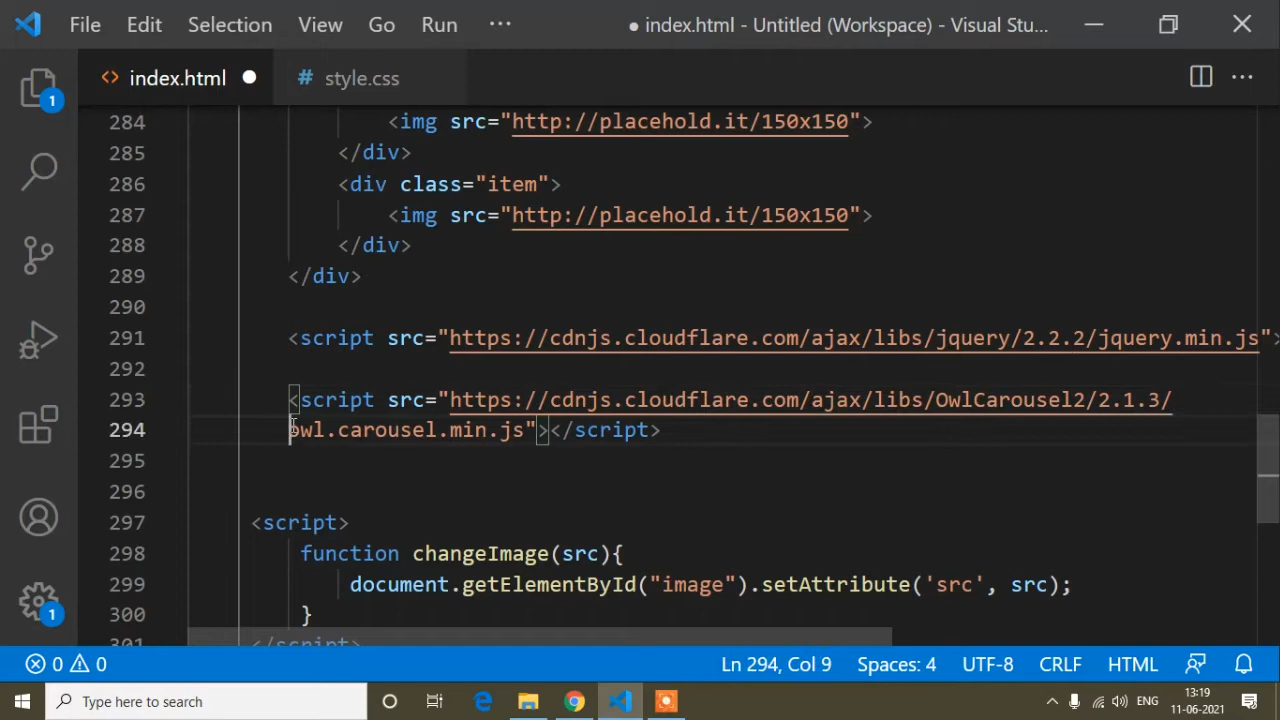 File Edit Selection View Go Run ··· ● index.html - Untitled (Workspace) - Visual Stu...
<> index.html ● # style.css ···
1
284 <img src="http://placehold.it/150x150">
285 </div>
286 <div class="item">
287 <img src="http://placehold.it/150x150">
288 </div>
289 </div>
290
291 <script src="https://cdnjs.cloudflare.com/ajax/libs/jquery/2.2.2/jquery.min.js">
292
293 <script src="https://cdnjs.cloudflare.com/ajax/libs/OwlCarousel2/2.1.3/
294 owl.carousel.min.js"></script>
295
296
297 <script>
298 function changeImage(src){
299 document.getElementById("image").setAttribute('src', src);
300 }
301 </script>
1
0 0 Ln 294, Col 9 Spaces: 4 UTF-8 CRLF HTML
Type here to search ENG 13:19
11-06-2021